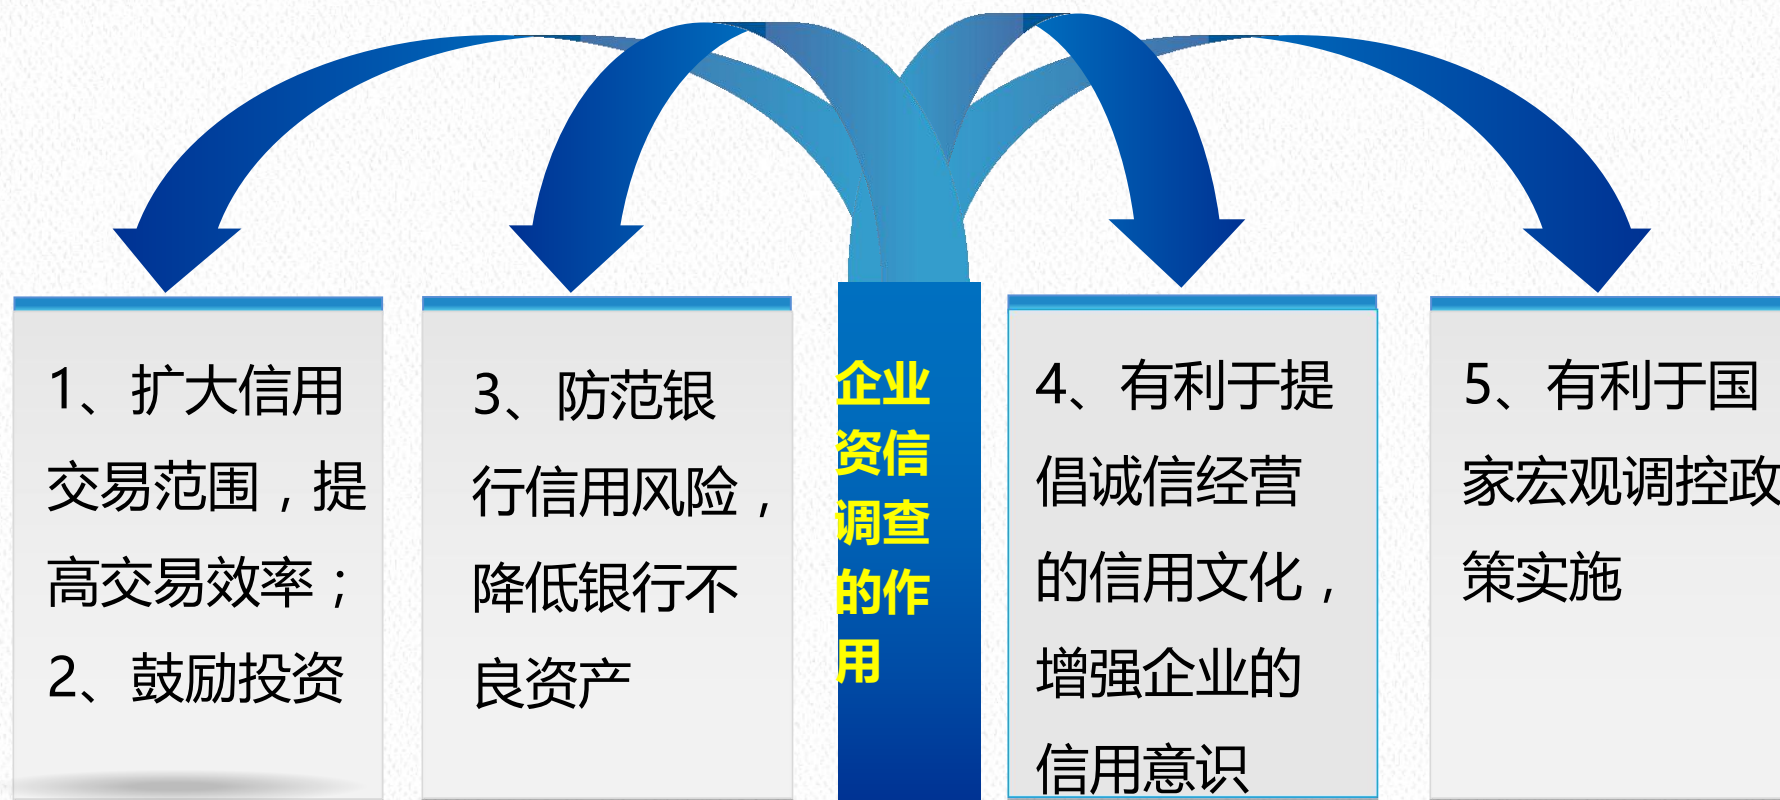 1、扩大信用
交易范围，提
高交易效率；
2、鼓励投资
3、防范银
行信用风险，
降低银行不
良资产
企业
资信
调查
的作
用
4、有利于提
倡诚信经营
的信用文化，
增强企业的
信用意识
5、有利于国
家宏观调控政
策实施